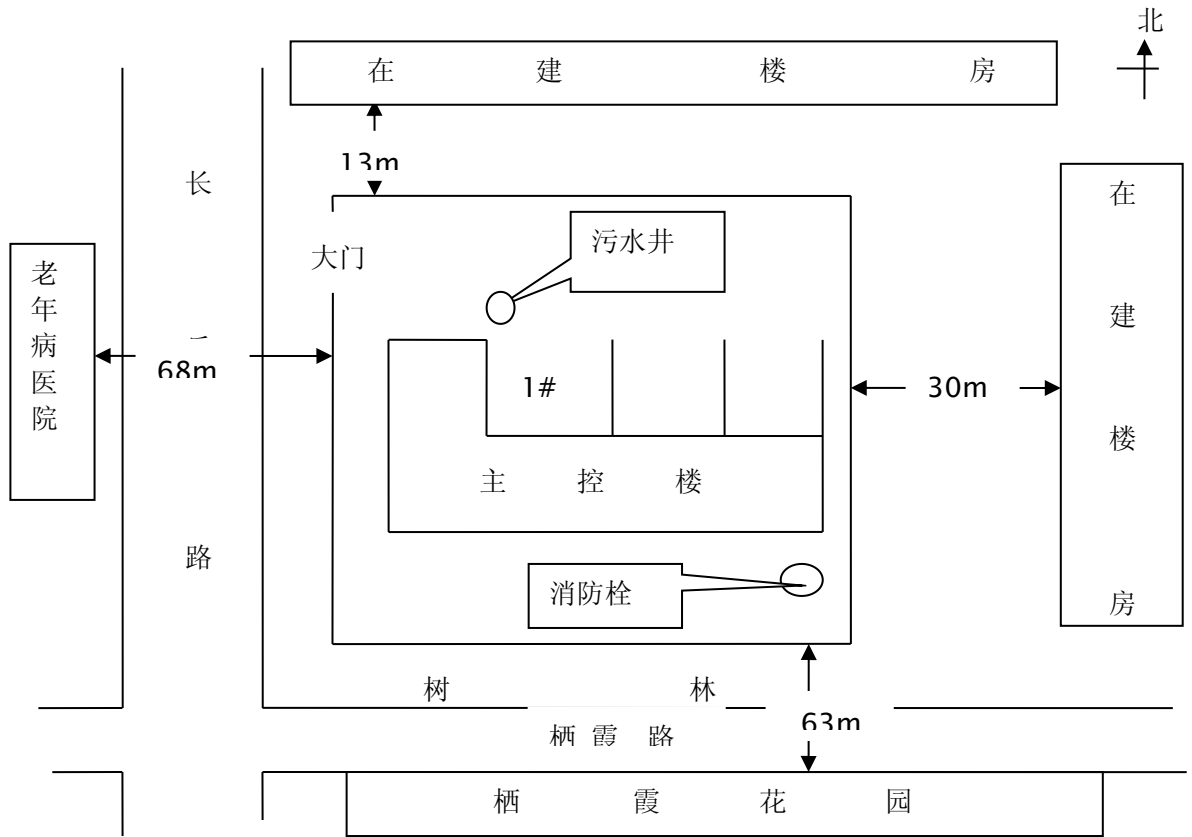 北
在建楼房
13m
长
路
在建楼房
污水井
大门
老年病医院
68m
1#
30m
主控楼
消防栓
树林
63m
栖霞路
栖霞花园